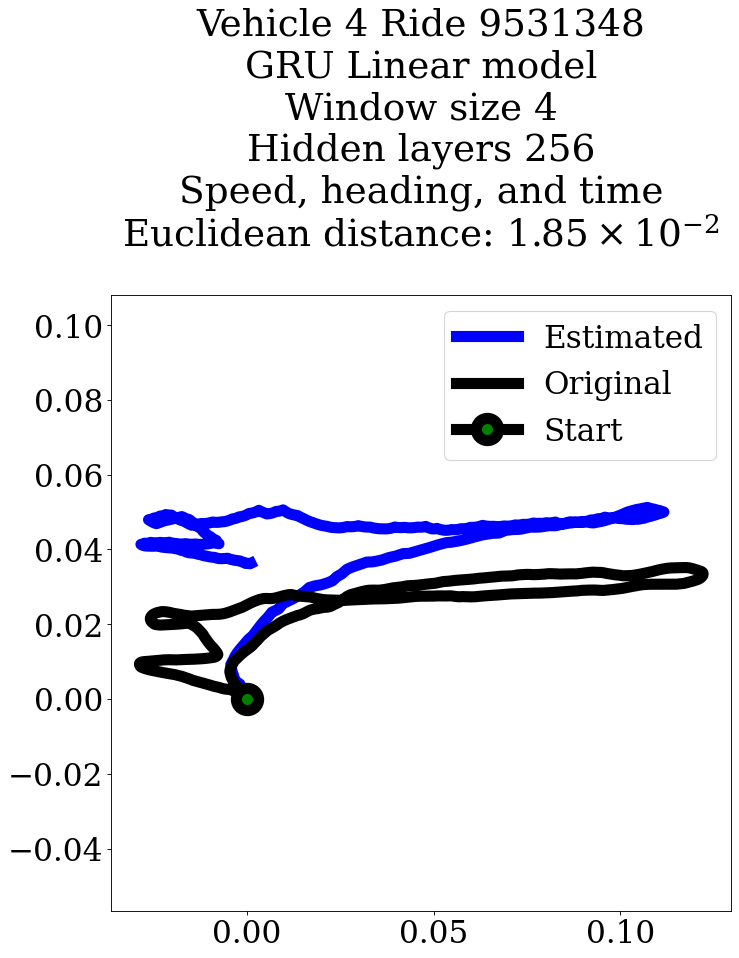 Vehicle 4 Ride 9531348
GRU Linear model
Window size 4
Hidden layers 256
Speed, heading, and time
Euclidean distance: 1.85 × 10⁻²
Estimated
Original
Start
0.10
0.08
0.06
0.04
0.02
0.00
−0.02
−0.04
0.00 0.05 0.10